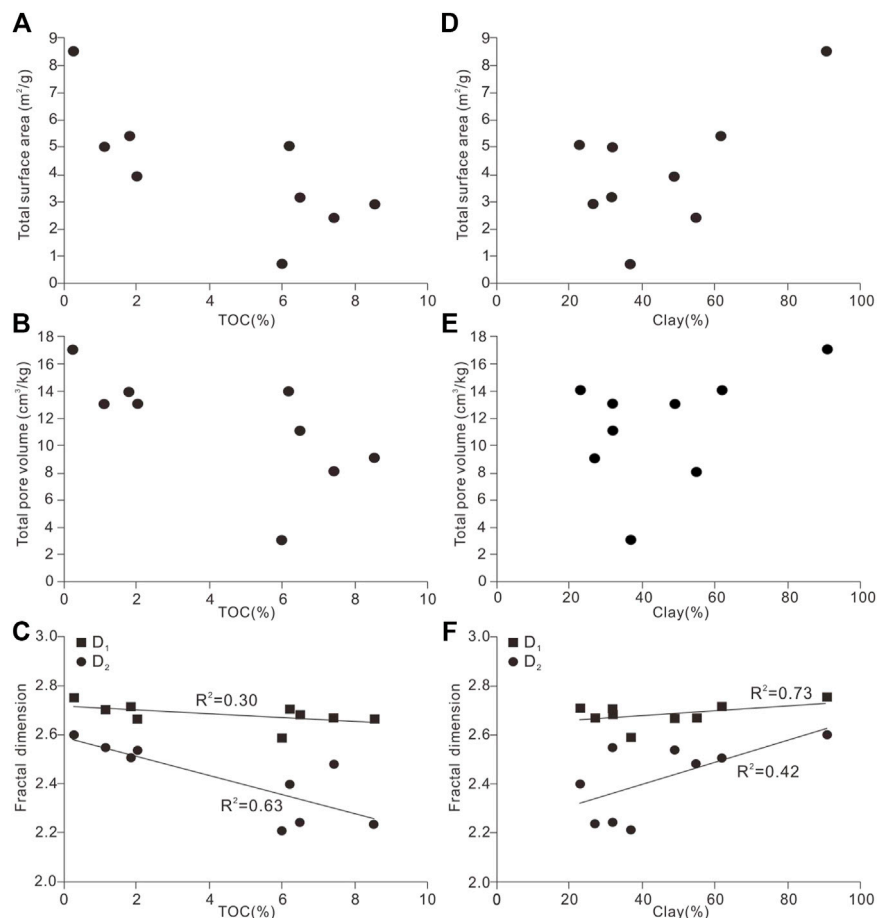 A
Total surface area (m²/g)
9
8
7
6
5
4
3
2
1
0
0 2 4 6 8 10
TOC(%)
D
Total surface area (m²/g)
9
8
7
6
5
4
3
2
1
0
20 40 60 80 100
Clay(%)
B
Total pore volume (cm³/kg)
18
16
14
12
10
8
6
4
2
0
0 2 4 6 8 10
TOC(%)
E
Total pore volume (cm³/kg)
18
16
14
12
10
8
6
4
2
0
0 20 40 60 80 100
Clay(%)
C
Fractal dimension
3.0
2.8
2.6
2.4
2.2
2.0
D₁
D₂
R²=0.30
R²=0.63
0 2 4 6 8 10
TOC(%)
F
Fractal dimension
3.0
2.8
2.6
2.4
2.2
2.0
D₁
D₂
R²=0.73
R²=0.42
0 20 40 60 80 100
Clay(%)